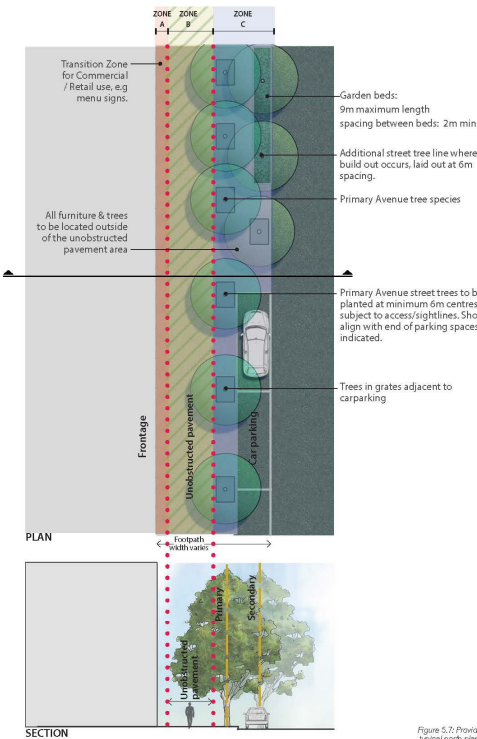 ZONE
A
ZONE
B
ZONE
C
Transition Zone
for Commercial
/ Retail use, e.g
menu signs.
Garden beds:
9m maximum length
spacing between beds: 2m min
Additional street tree line where
build out occurs, laid out at 6m
spacing.
Primary Avenue tree species
All furniture & trees
to be located outside
of the unobstructed
pavement area
Primary Avenue street trees to b
planted at minimum 6m centres
subject to access/sightlines. Sho
align with end of parking spaces
indicated.
Trees in grates adjacent to
carparking
Frontage
Unobstructed pavement
Car parking
PLAN
Footpath
width varies
Primary
Secondary
Unobstructed
pavement
SECTION
Figure 5.7: Provid
typical path plan